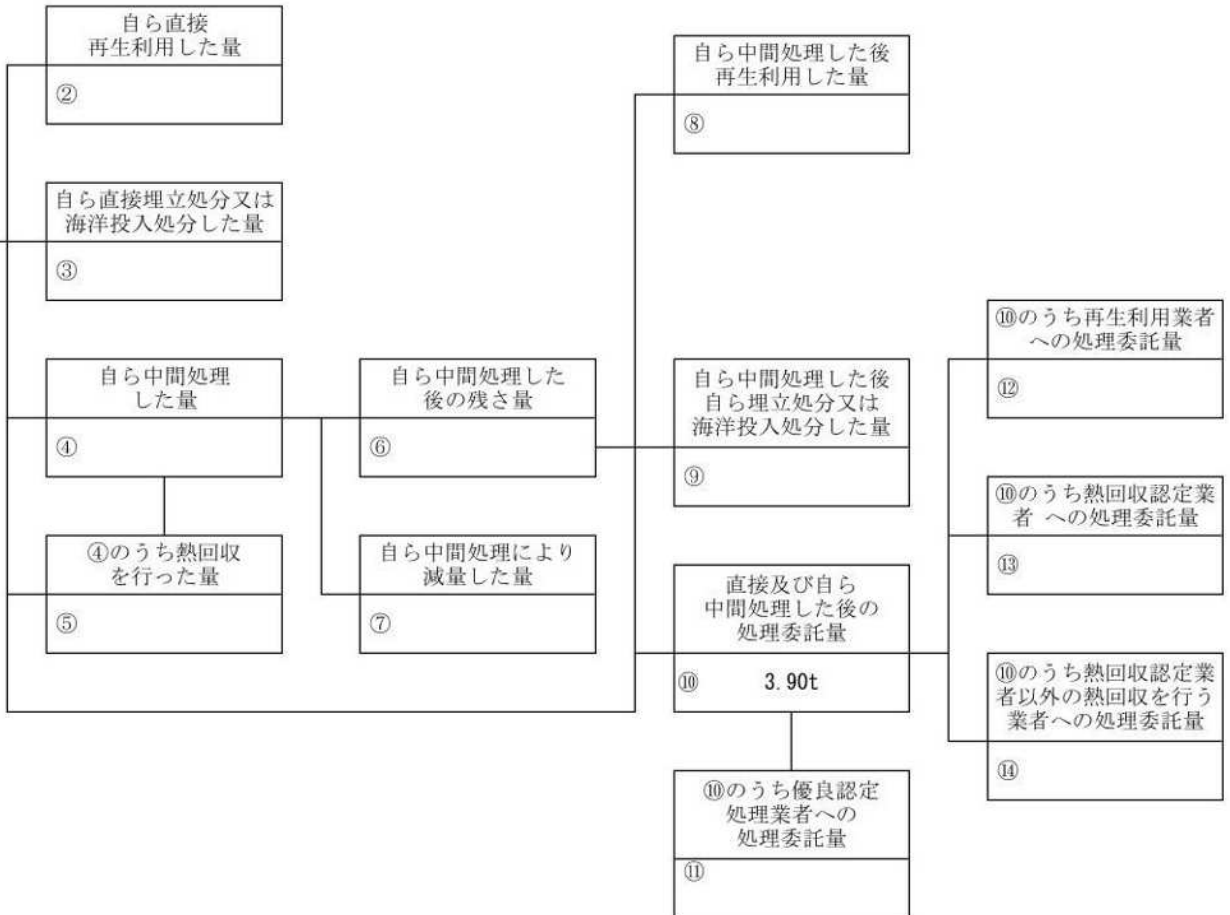 自ら直接
再生利用した量
②
自ら直接埋立処分又は
海洋投入処分した量
③
自ら中間処理
した量
④
④のうち熱回収
を行った量
⑤
自ら中間処理した
後の残さ量
⑥
自ら中間処理により
減量した量
⑦
自ら中間処理した後
再生利用した量
⑧
自ら中間処理した後
自ら埋立処分又は
海洋投入処分した量
⑨
直接及び自ら
中間処理した後の
処理委託量
⑩ 3.90t
⑩のうち優良認定
処理業者への
処理委託量
⑪
⑩のうち再生利用業者
への処理委託量
⑫
⑩のうち熱回収認定業
者 への処理委託量
⑬
⑩のうち熱回収認定業
者以外の熱回収を行う
業者への処理委託量
⑭